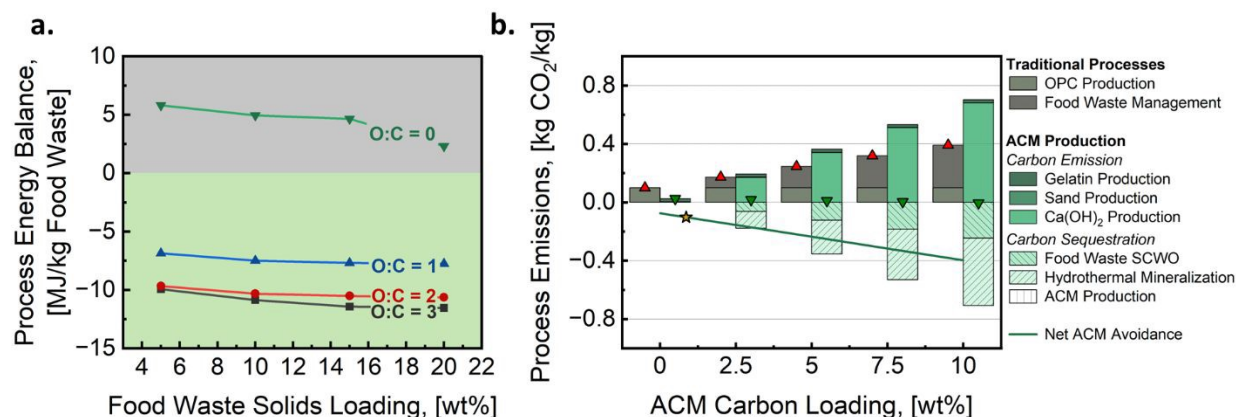 a.
Process Energy Balance,
[MJ/kg Food Waste]
10
5
0
−5
−10
−15
O:C = 0
O:C = 1
O:C = 2
O:C = 3
4 6 8 10 12 14 16 18 20 22
Food Waste Solids Loading, [wt%]
b.
Process Emissions, [kg CO₂/kg]
0.8
0.4
0.0
−0.4
−0.8
0 2.5 5 7.5 10
ACM Carbon Loading, [wt%]
Traditional Processes
OPC Production
Food Waste Management
ACM Production
Carbon Emission
Gelatin Production
Sand Production
Ca(OH)₂ Production
Carbon Sequestration
Food Waste SCWO
Hydrothermal Mineralization
ACM Production
Net ACM Avoidance